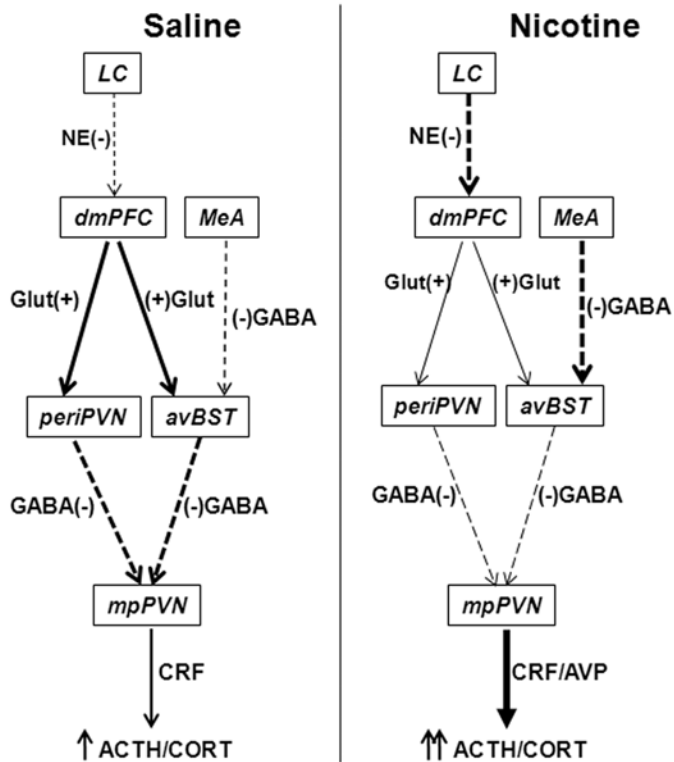 Saline
LC
NE(-)
dmPFC
MeA
Glut(+)
(+)Glut
(-)GABA
periPVN
avBST
GABA(-)
(-)GABA
mpPVN
CRF
↑ ACTH/CORT
Nicotine
LC
NE(-)
dmPFC
MeA
Glut(+)
(+)Glut
(-)GABA
periPVN
avBST
GABA(-)
(-)GABA
mpPVN
CRF/AVP
↑↑ ACTH/CORT